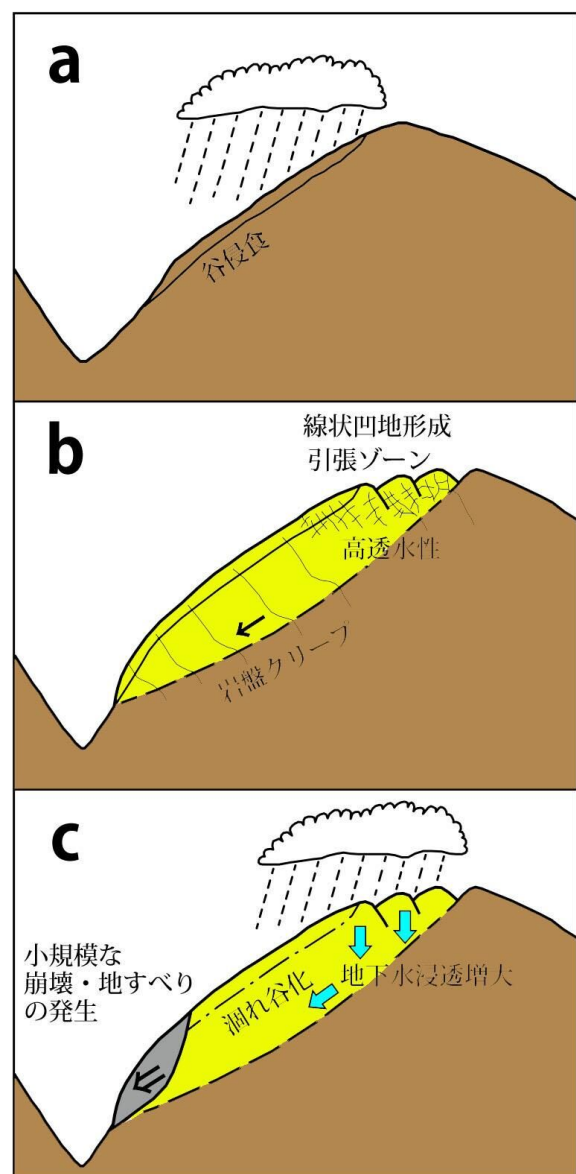 a
谷侵食
b
線状凹地形成
引張ゾーン
高透水性
岩盤クリープ
c
小規模な
崩壊・地すべり
の発生
涸れ谷化
地下水浸透増大